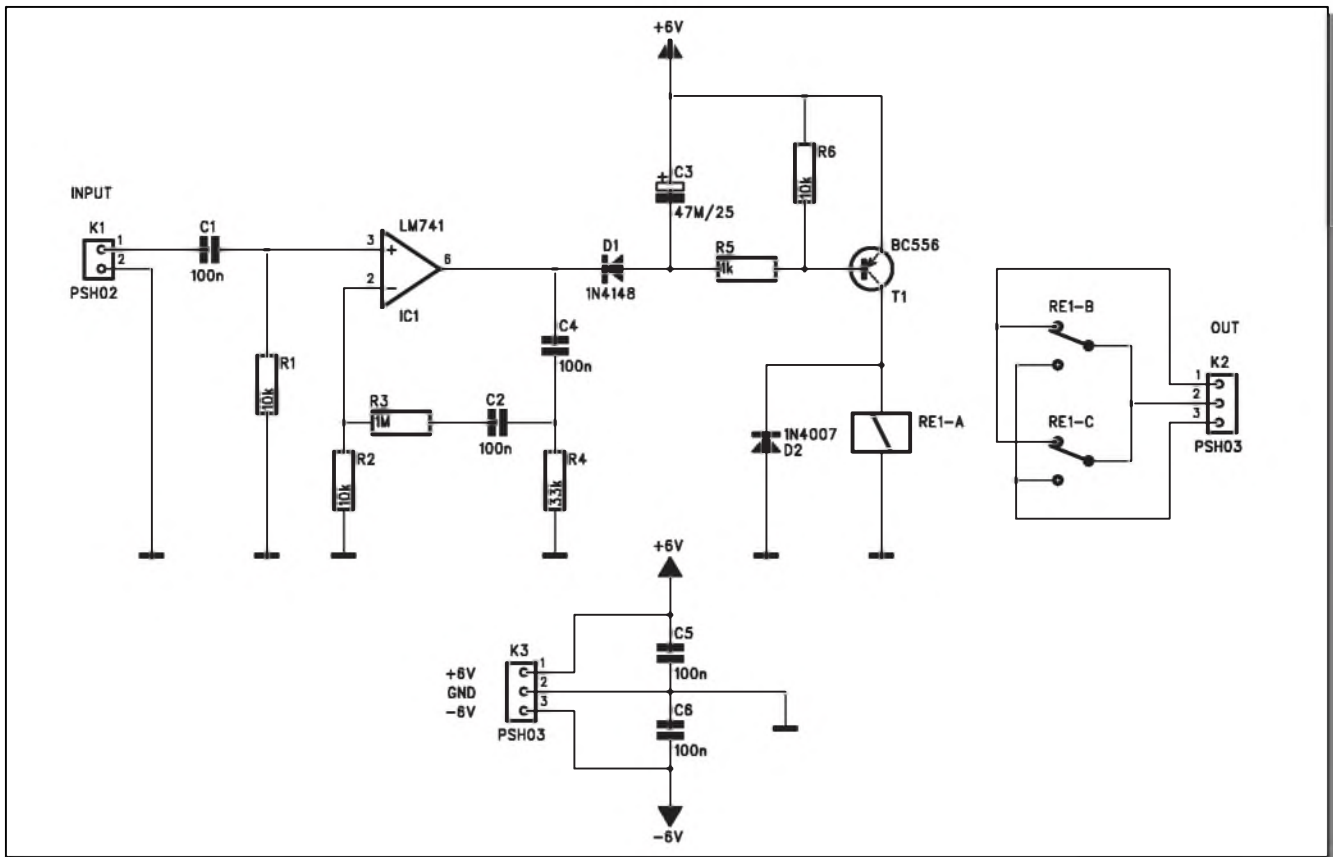 +6V
R6
10k
C3
+
47M/25
INPUT
K1
1
2
PSH02
C1
100n
LM741
3
+
2
−
6
IC1
D1
1N4148
R5
1k
BC556
T1
C4
100n
R1
10k
R3
1M
C2
100n
R2
10k
R4
33k
1N4007
D2
RE1-A
RE1-B
RE1-C
OUT
K2
1
2
3
PSH03
+6V
C5
100n
K3
+6V
1
GND
2
-6V
3
PSH03
C6
100n
-6V